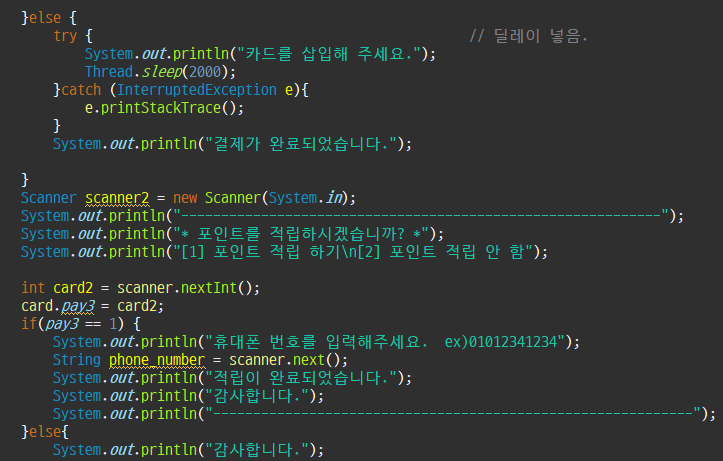 }else {
try { // 딜레이 넣음.
System.out.println("카드를 삽입해 주세요.");
Thread.sleep(2000);
}catch (InterruptedException e){
e.printStackTrace();
}
System.out.println("결제가 완료되었습니다.");
}
Scanner scanner2 = new Scanner(System.in);
System.out.println("------------------------------------------------------------");
System.out.println("* 포인트를 적립하시겠습니까? *");
System.out.println("[1] 포인트 적립 하기\n[2] 포인트 적립 안 함");
int card2 = scanner.nextInt();
card.pay3 = card2;
if(pay3 == 1) {
System.out.println("휴대폰 번호를 입력해주세요.  ex)01012341234");
String phone_number = scanner.next();
System.out.println("적립이 완료되었습니다.");
System.out.println("감사합니다.");
System.out.println("------------------------------------------------------------");
}else{
System.out.println("감사합니다.");